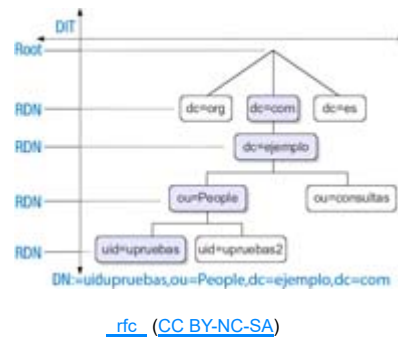 DIT
Root
RDN dc=org dc=com dc=es
RDN dc=ejemplo
RDN ou=People ou=consultas
RDN uid=upruebas uid=upruebas2
DN:=uidupruebas,ou=People,dc=ejemplo,dc=com
rfc (CC BY-NC-SA)